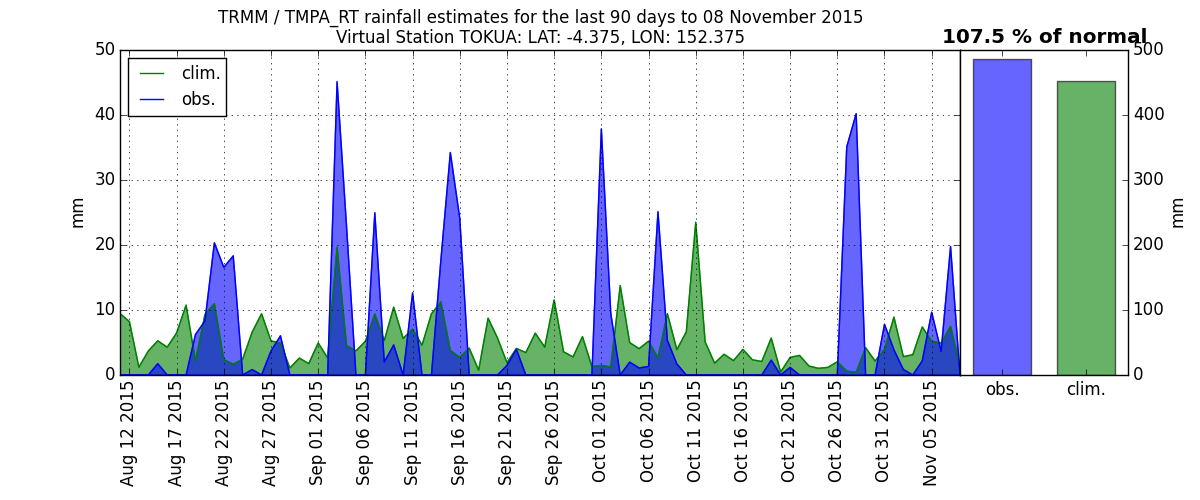 TRMM / TMPA_RT rainfall estimates for the last 90 days to 08 November 2015
Virtual Station TOKUA: LAT: -4.375, LON: 152.375
107.5 % of normal
clim.
obs.
50
40
30
20
10
0
mm
500
400
300
200
100
0
mm
obs.
clim.
Aug 12 2015
Aug 17 2015
Aug 22 2015
Aug 27 2015
Sep 01 2015
Sep 06 2015
Sep 11 2015
Sep 16 2015
Sep 21 2015
Sep 26 2015
Oct 01 2015
Oct 06 2015
Oct 11 2015
Oct 16 2015
Oct 21 2015
Oct 26 2015
Oct 31 2015
Nov 05 2015